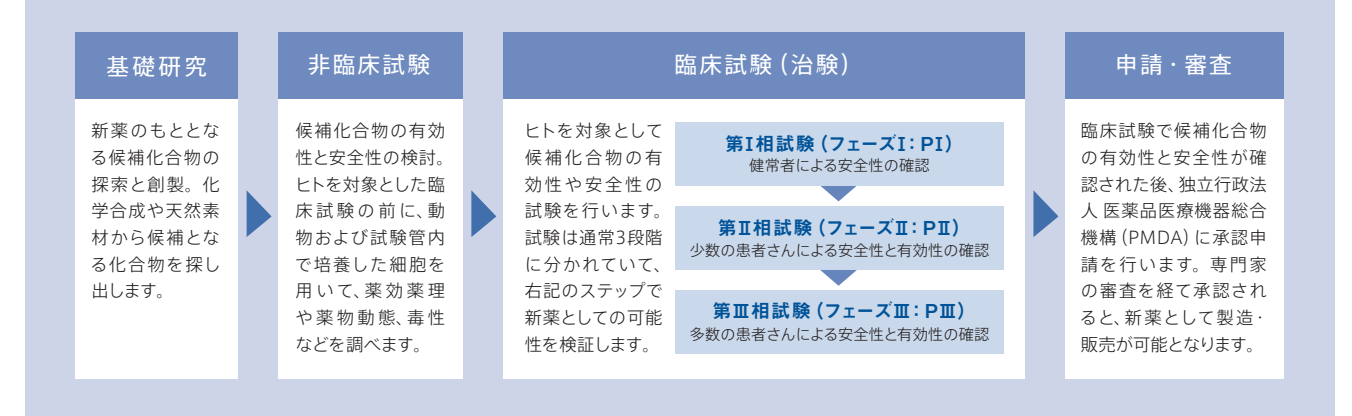 基礎研究
新薬のもととな
る候補化合物の
探索と創製。化
学合成や天然素
材から候補とな
る化合物を探し
出します。
非臨床試験
候補化合物の有効
性と安全性の検討。
ヒトを対象とした臨
床試験の前に、動
物および試験管内
で培養した細胞を
用いて、薬効薬理
や薬物動態、毒性
などを調べます。
臨床試験（治験）
ヒトを対象として
候補化合物の有
効性や安全性の
試験を行います。
試験は通常3段階
に分かれていて、
右記のステップで
新薬としての可能
性を検証します。
第Ⅰ相試験（フェーズⅠ：PⅠ）
健常者による安全性の確認
第Ⅱ相試験（フェーズⅡ：PⅡ）
少数の患者さんによる安全性と有効性の確認
第Ⅲ相試験（フェーズⅢ：PⅢ）
多数の患者さんによる安全性と有効性の確認
申請・審査
臨床試験で候補化合物
の有効性と安全性が確
認された後、独立行政法
人 医薬品医療機器総合
機構（PMDA）に承認申
請を行います。専門家
の審査を経て承認され
ると、新薬として製造・
販売が可能となります。